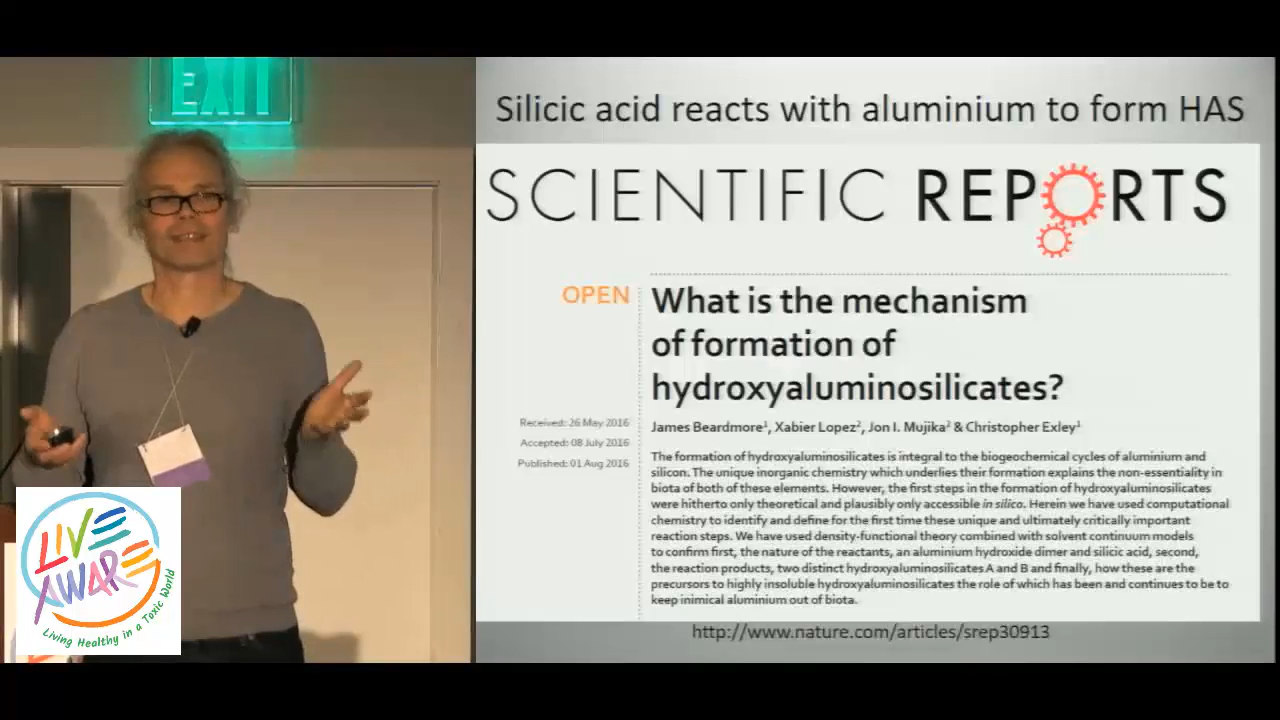 EXIT
Silicic acid reacts with aluminium to form HAS
SCIENTIFIC REPORTS
OPEN
What is the mechanism
of formation of
hydroxyaluminosilicates?
Received: 26 May 2016
Accepted: 08 July 2016
Published: 01 Aug 2016
James Beardmore¹, Xabier Lopez², Jon I. Mujika² & Christopher Exley¹
The formation of hydroxyaluminosilicates is integral to the biogeochemical cycles of aluminium and
silicon. The unique inorganic chemistry which underlies their formation explains the non-essentiality in
biota of both of these elements. However, the first steps in the formation of hydroxyaluminosilicates
were hitherto only theoretical and plausibly only accessible in silico. Herein we have used computational
chemistry to identify and define for the first time these unique and ultimately critically important
reaction steps. We have used density-functional theory combined with solvent continuum models
to confirm first, the nature of the reactants, an aluminium hydroxide dimer and silicic acid, second,
the reaction products, two distinct hydroxyaluminosilicates A and B and finally, how these are the
precursors to highly insoluble hydroxyaluminosilicates the role of which has been and continues to be to
keep inimical aluminium out of biota.
http://www.nature.com/articles/srep30913
LIVE
AWARE
Living Healthy in a Toxic World